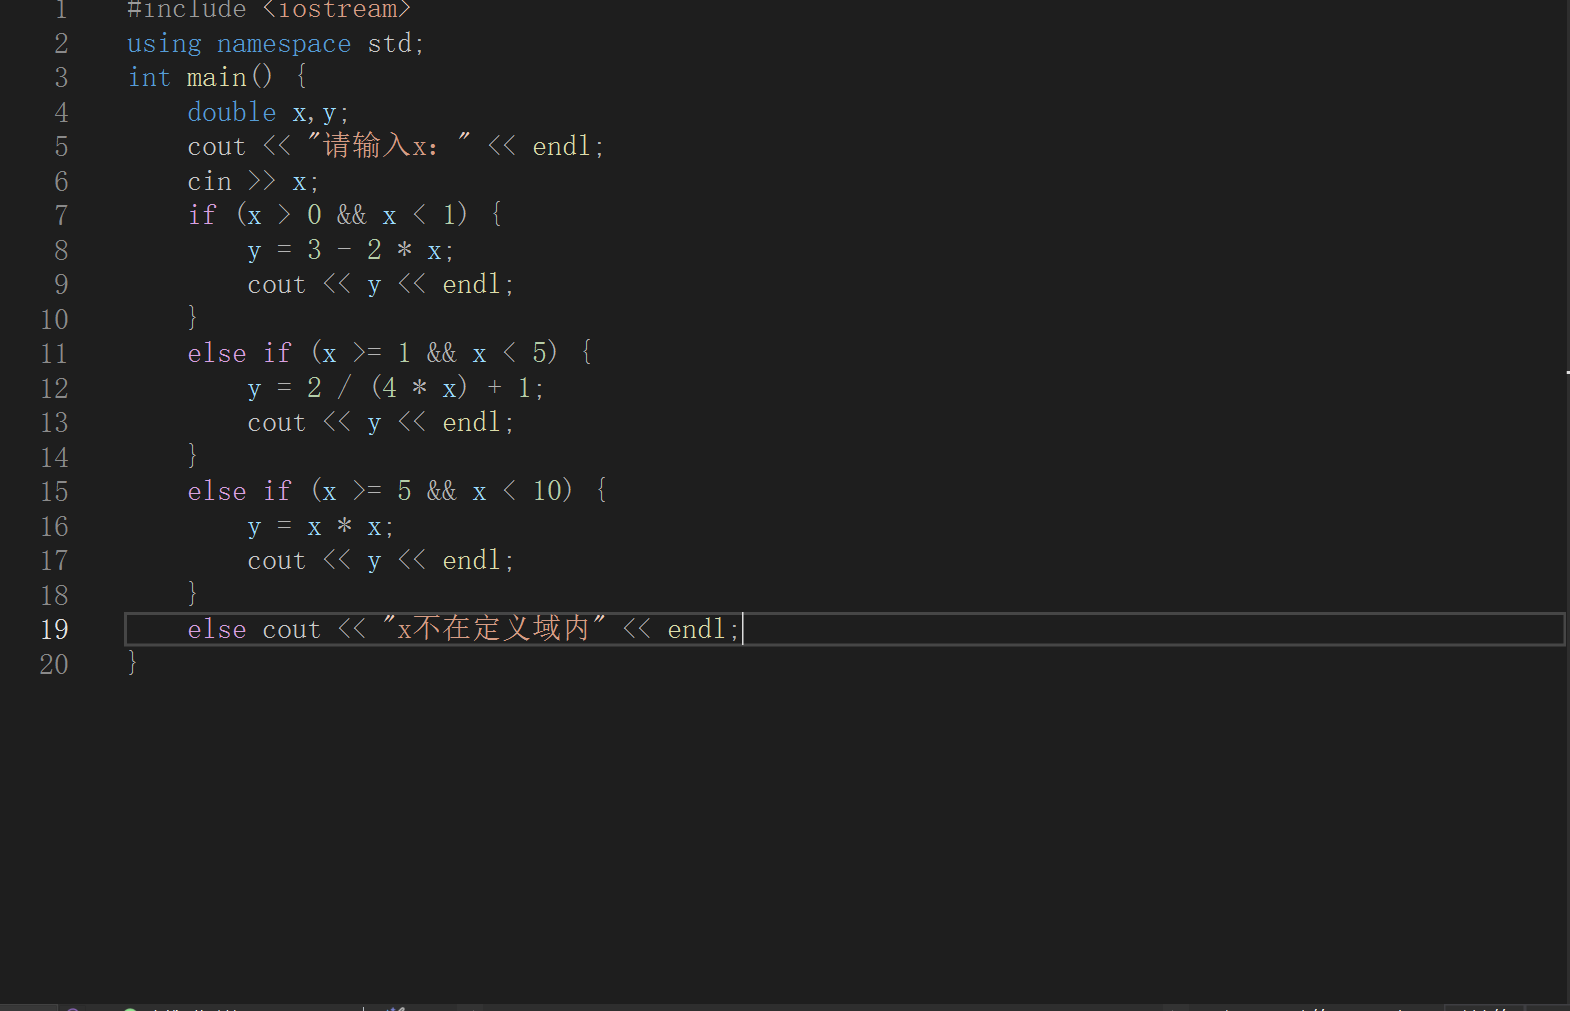 1 #include <iostream>
2 using namespace std;
3 int main() {
4 double x,y;
5 cout << "请输入x：" << endl;
6 cin >> x;
7 if (x > 0 && x < 1) {
8 y = 3 - 2 * x;
9 cout << y << endl;
10 }
11 else if (x >= 1 && x < 5) {
12 y = 2 / (4 * x) + 1;
13 cout << y << endl;
14 }
15 else if (x >= 5 && x < 10) {
16 y = x * x;
17 cout << y << endl;
18 }
19 else cout << "x不在定义域内" << endl;
20 }